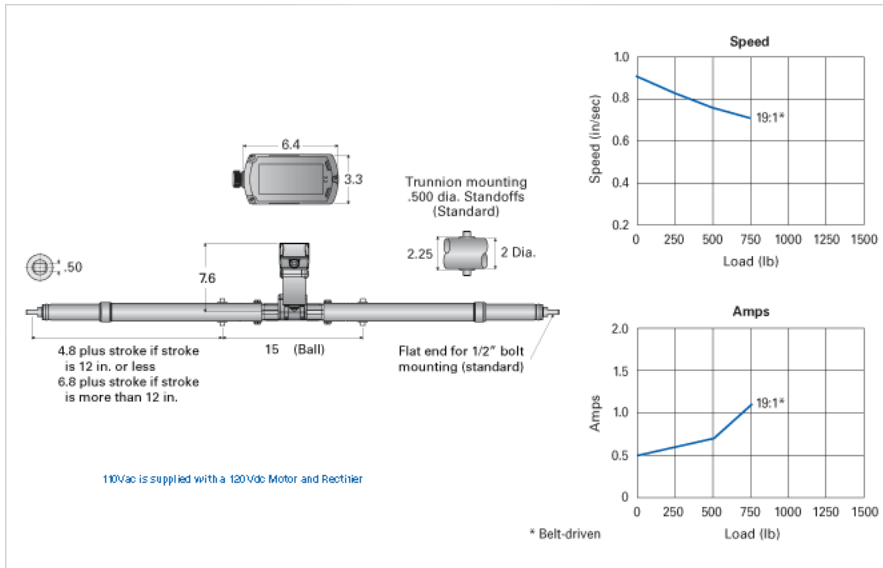 6.4
3.3
Trunnion mounting
.500 dia. Standoffs
(Standard)
2.25
2 Dia.
.50
7.6
4.8 plus stroke if stroke
is 12 in. or less
6.8 plus stroke if stroke
is more than 12 in.
15 (Ball)
Flat end for 1/2" bolt
mounting (standard)
110Vac is supplied with a 120Vdc Motor and Rectifier
Speed
Speed (in/sec)
1.0
0.8
0.6
0.4
0.2
19:1*
0 250 500 750 1000 1250 1500
Load (lb)
Amps
Amps
2.0
1.5
1.0
0.5
0
19:1*
0 250 500 750 1000 1250 1500
Load (lb)
* Belt-driven